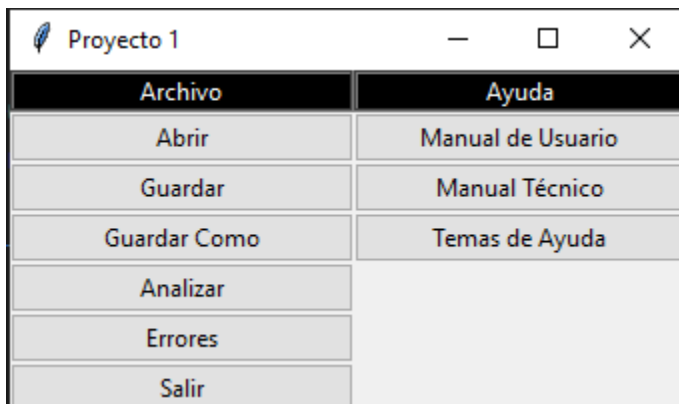 Proyecto 1
Archivo
Ayuda
Abrir
Manual de Usuario
Guardar
Manual Técnico
Guardar Como
Temas de Ayuda
Analizar
Errores
Salir